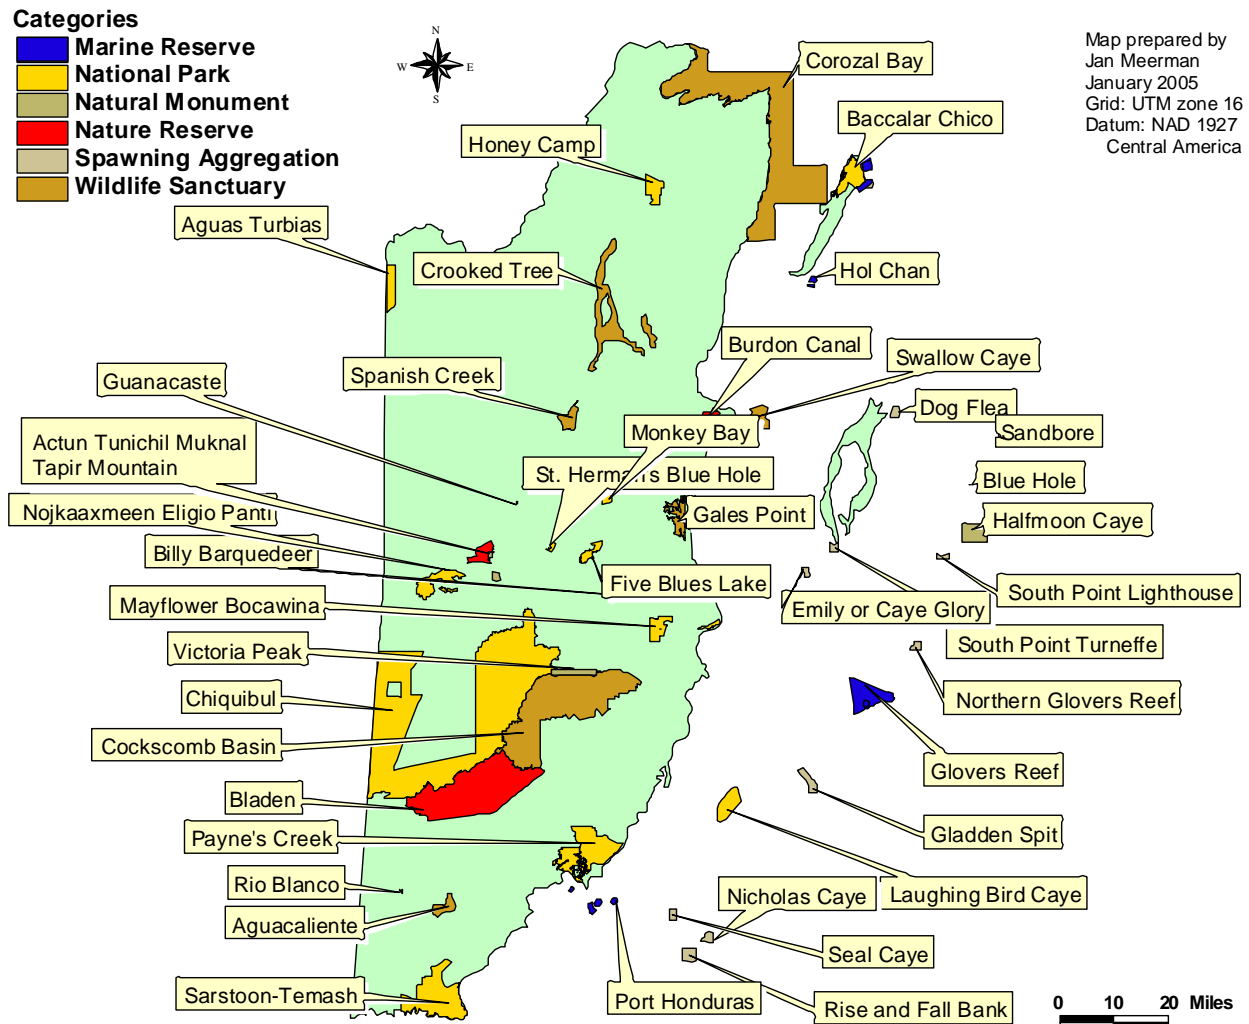 Categories
Marine Reserve
National Park
Natural Monument
Nature Reserve
Spawning Aggregation
Wildlife Sanctuary
N
W
E
S
Map prepared by
Jan Meerman
January 2005
Grid: UTM zone 16
Datum: NAD 1927
Central America
Corozal Bay
Baccalar Chico
Honey Camp
Aguas Turbias
Crooked Tree
Hol Chan
Burdon Canal
Swallow Caye
Guanacaste
Spanish Creek
Dog Flea
Sandbore
Monkey Bay
Actun Tunichil Muknal
Tapir Mountain
St. Herman's Blue Hole
Blue Hole
Nojkaaxmeen Eligio Panti
Gales Point
Halfmoon Caye
Billy Barquedeer
Five Blues Lake
South Point Lighthouse
Emily or Caye Glory
Mayflower Bocawina
South Point Turneffe
Victoria Peak
Chiquibul
Northern Glovers Reef
Cockscomb Basin
Glovers Reef
Bladen
Payne's Creek
Gladden Spit
Rio Blanco
Nicholas Caye
Laughing Bird Caye
Aguacaliente
Seal Caye
Sarstoon-Temash
Port Honduras
Rise and Fall Bank
0 10 20 Miles